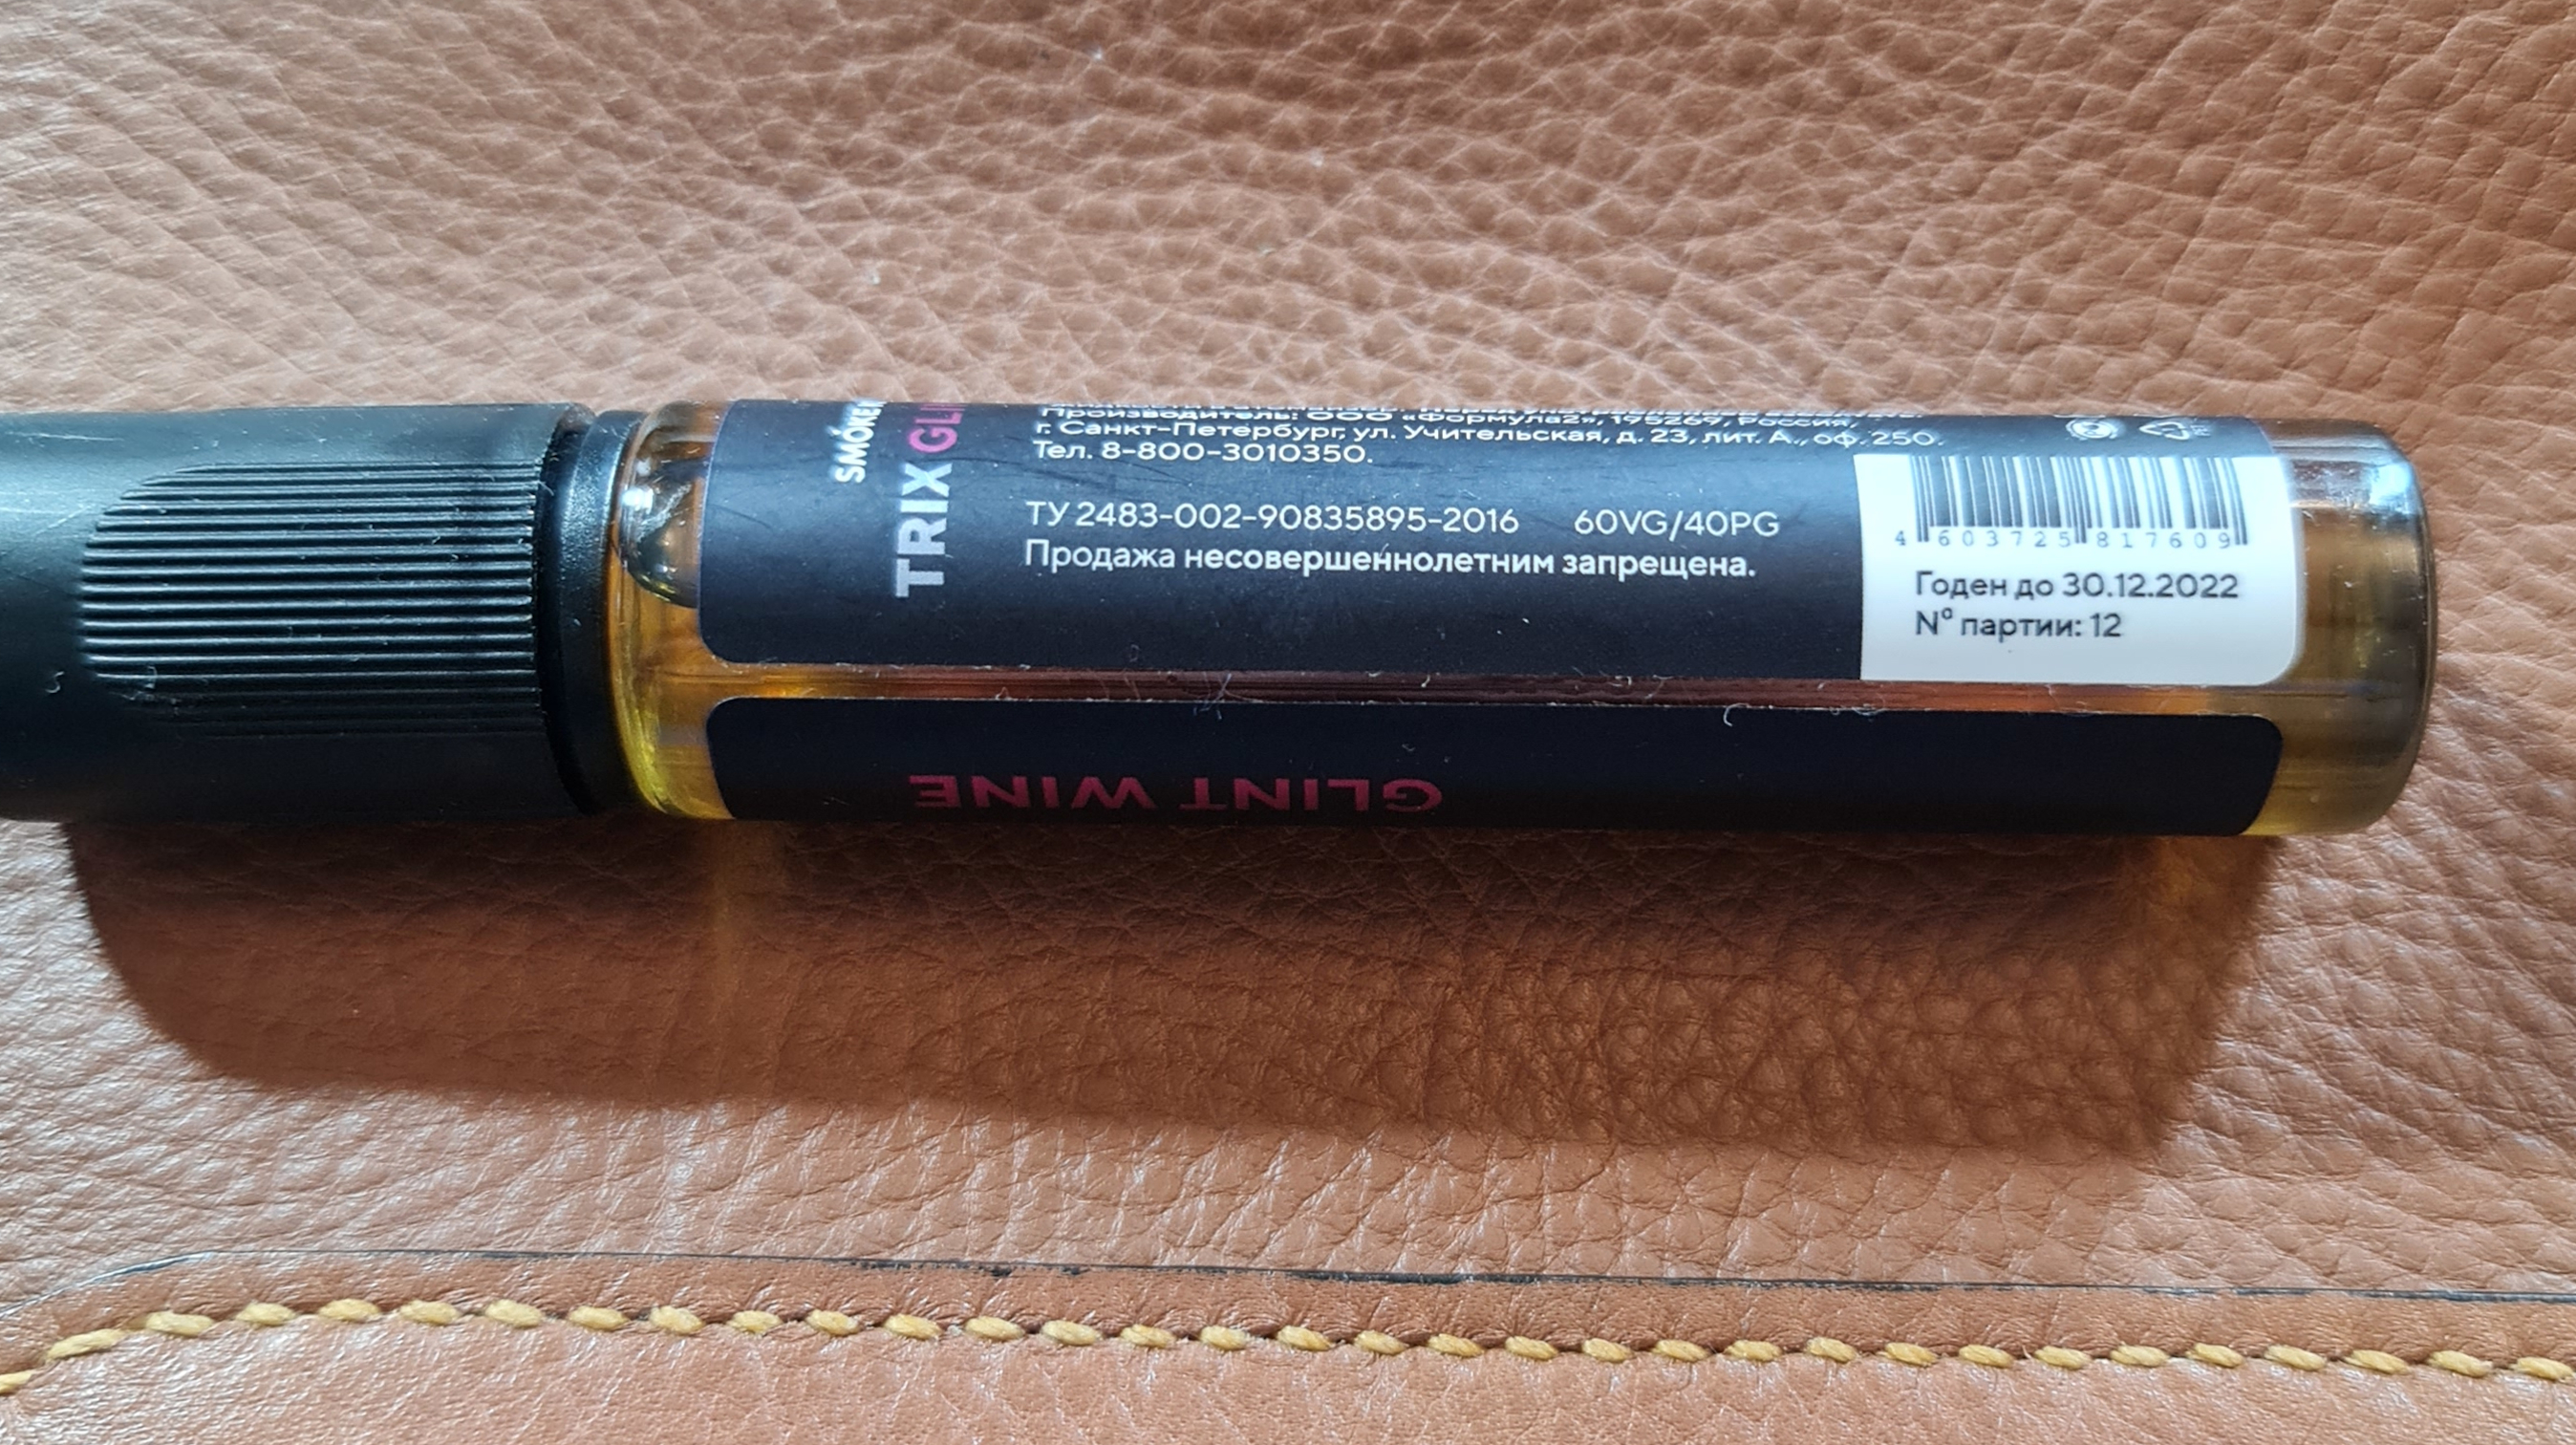 SMOKE
TRIX GLI
Производитель: ООО «Формула2», 195269, Россия,
г. Санкт-Петербург, ул. Учительская, д. 23, лит. А., оф. 250.
Тел. 8-800-3010350.
ТУ 2483-002-90835895-2016 60VG/40PG
Продажа несовершеннолетним запрещена.
4 603725 817609
Годен до 30.12.2022
Nº партии: 12
GLINT WINE